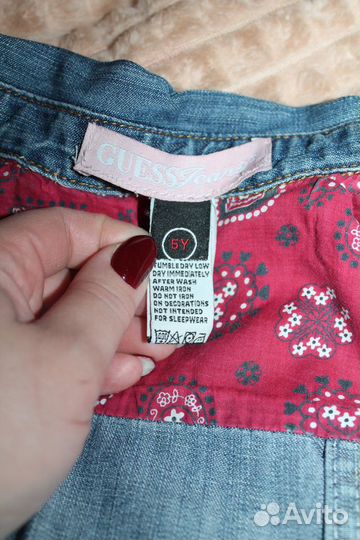 GUESS Jeans
5Y
TUMBLE DRY LOW
DRY IMMEDIATELY
AFTER WASH
WARM IRON
DO NOT IRON
ON DECORATIONS
NOT INTENDED
FOR SLEEPWEAR
Avito